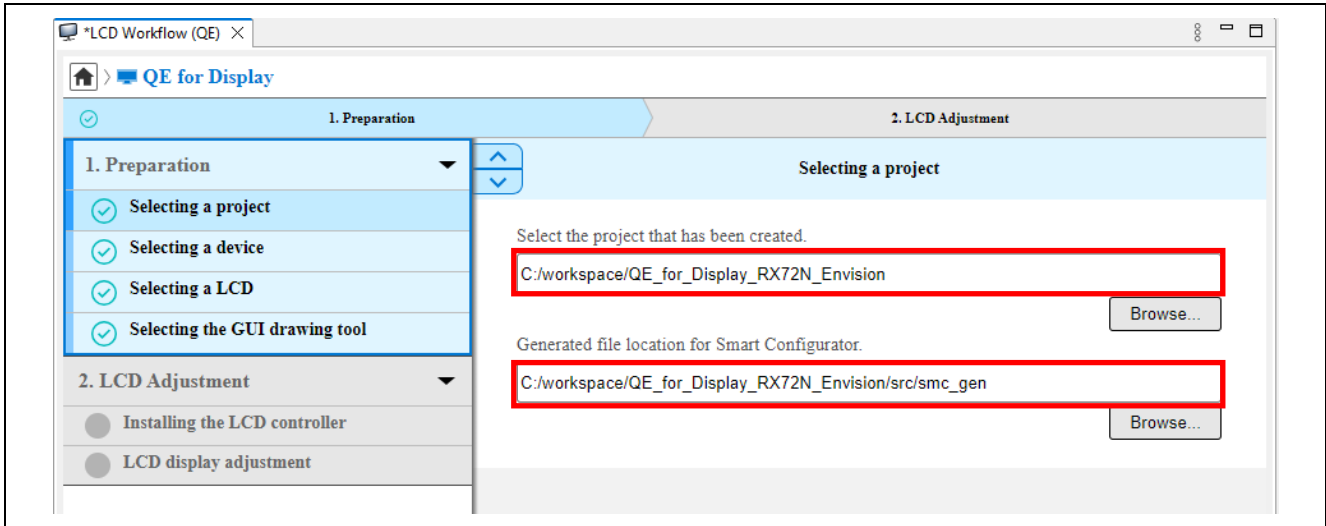 *LCD Workflow (QE)
QE for Display
1. Preparation
2. LCD Adjustment
1. Preparation
Selecting a project
Selecting a device
Selecting a LCD
Selecting the GUI drawing tool
2. LCD Adjustment
Installing the LCD controller
LCD display adjustment
Selecting a project
Select the project that has been created.
C:/workspace/QE_for_Display_RX72N_Envision
Browse...
Generated file location for Smart Configurator.
C:/workspace/QE_for_Display_RX72N_Envision/src/smc_gen
Browse...